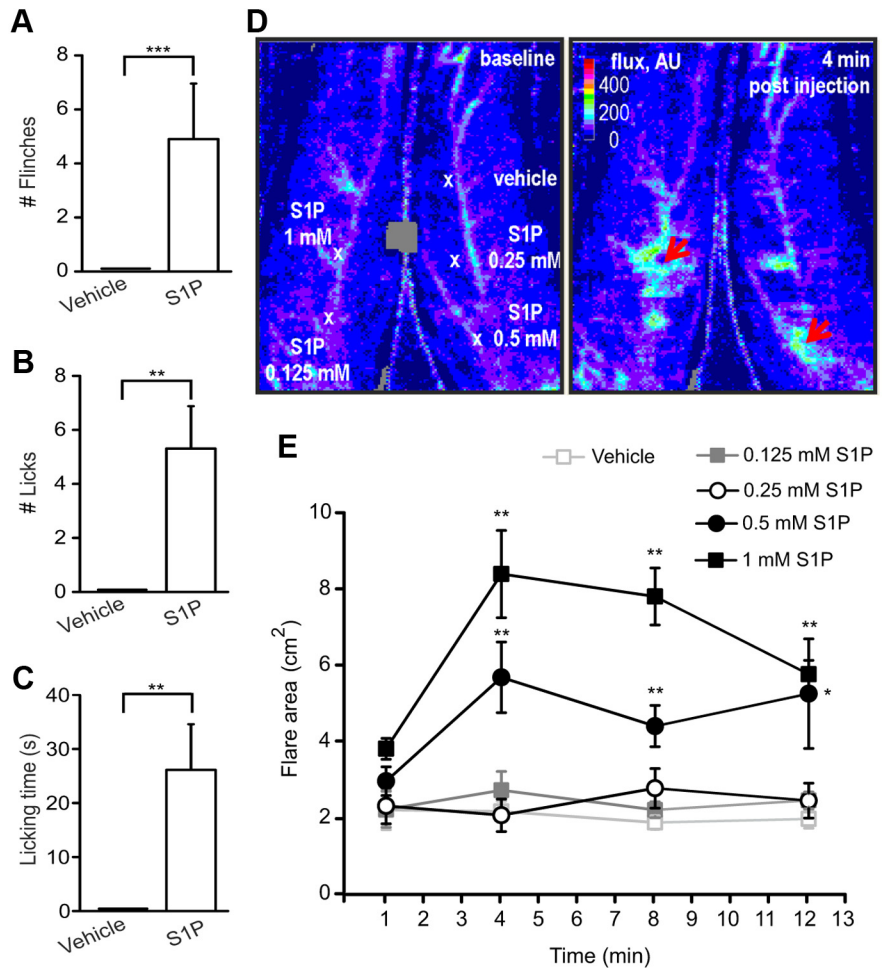 A
***
8
6
4
2
0
# Flinches
Vehicle
S1P
B
**
8
6
4
2
0
# Licks
Vehicle
S1P
C
**
40
30
20
10
0
Licking time (s)
Vehicle
S1P
D
baseline
x
vehicle
S1P
1 mM
x
x
S1P
0.25 mM
x
S1P
0.125 mM
x
S1P
0.5 mM
flux, AU
400
200
0
4 min
post injection
E
Vehicle
0.125 mM S1P
0.25 mM S1P
0.5 mM S1P
1 mM S1P
10
8
6
4
2
0
Flare area (cm²)
**
**
**
**
**
*
1 2 3 4 5 6 7 8 9 10 11 12 13
Time (min)